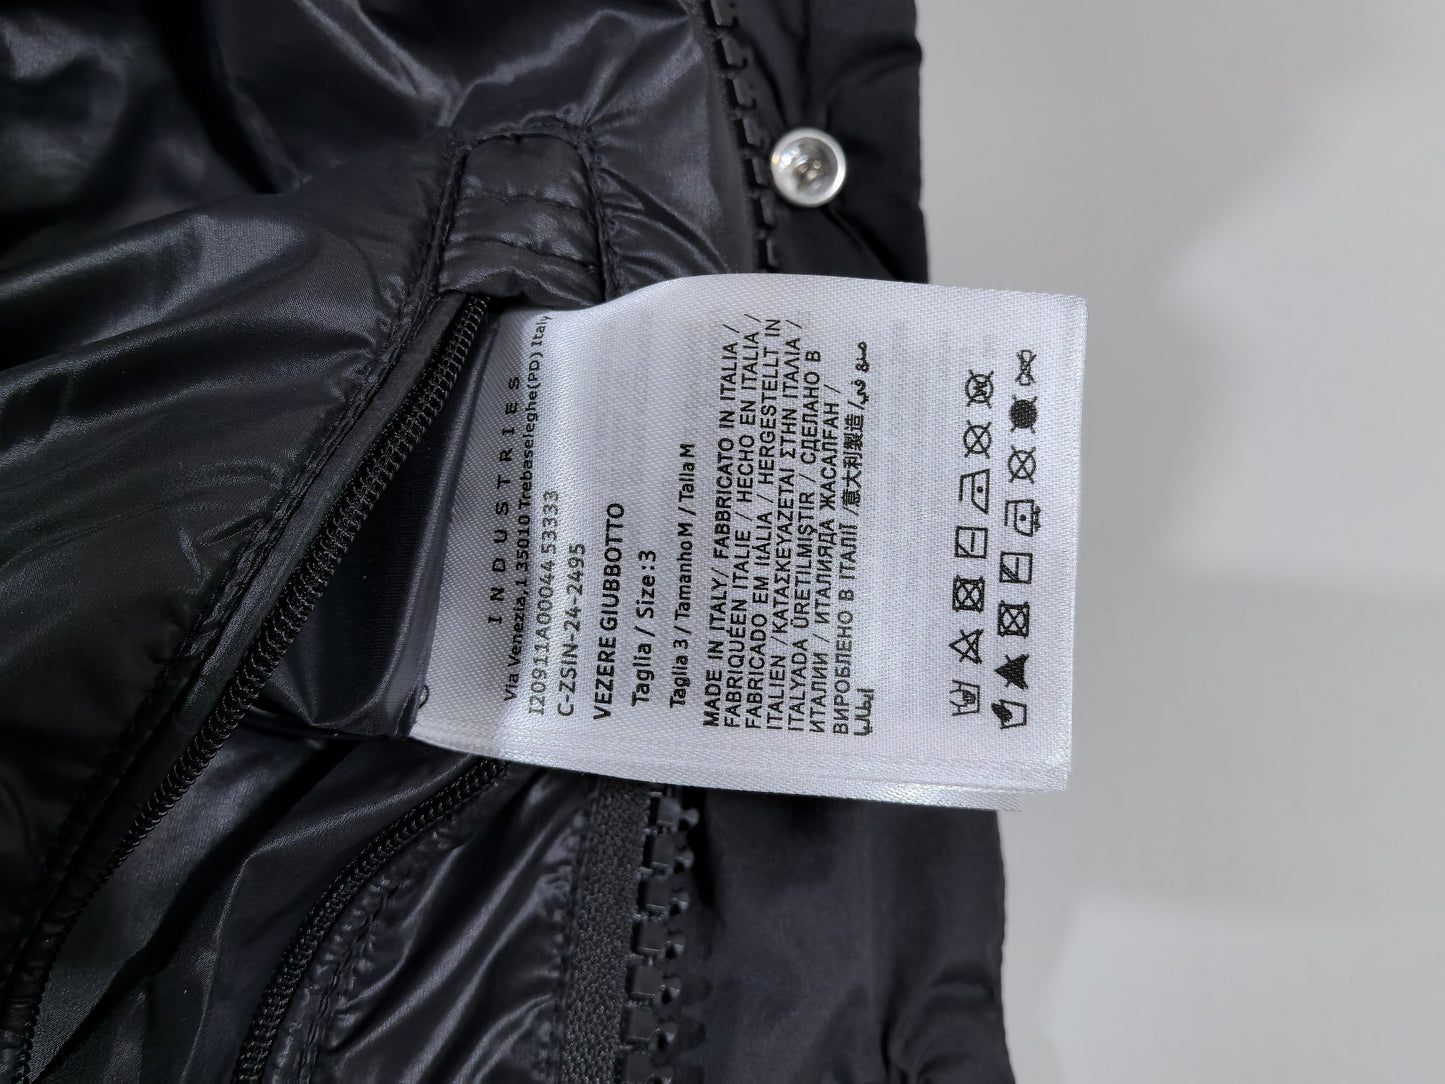 INDUSTRIES
Via Venezia,1 35010 Trebaseleghe(PD) Italy
I20911A00044 53333
C-ZSIN-24-2495
VEZERE GIUBBOTTO
Taglia / Size:3
Taglia 3 / Tamanho M / Talla M
MADE IN ITALY/ FABBRICATO IN ITALIA /
FABRIQUÉEN ITALIE / HECHO EN ITALIA /
FABRICADO EM ItÁLIA / HERGESTELLT IN
ITALIEN / ΚΑΤΑΣΚΕΥΑΖΕΤΑΙ ΣΤΗΝ ΙΤΑΛΙΑ /
ITALYADA ÜRETILMIŞTIR / СДЕЛАНО В
ИТАЛИИ / ИТАЛИЯДА ЖАСАЛҒАН /
ВИРОБЛЕНО В ІТАЛІЇ /意大利製造/ صنع في
إيطاليا